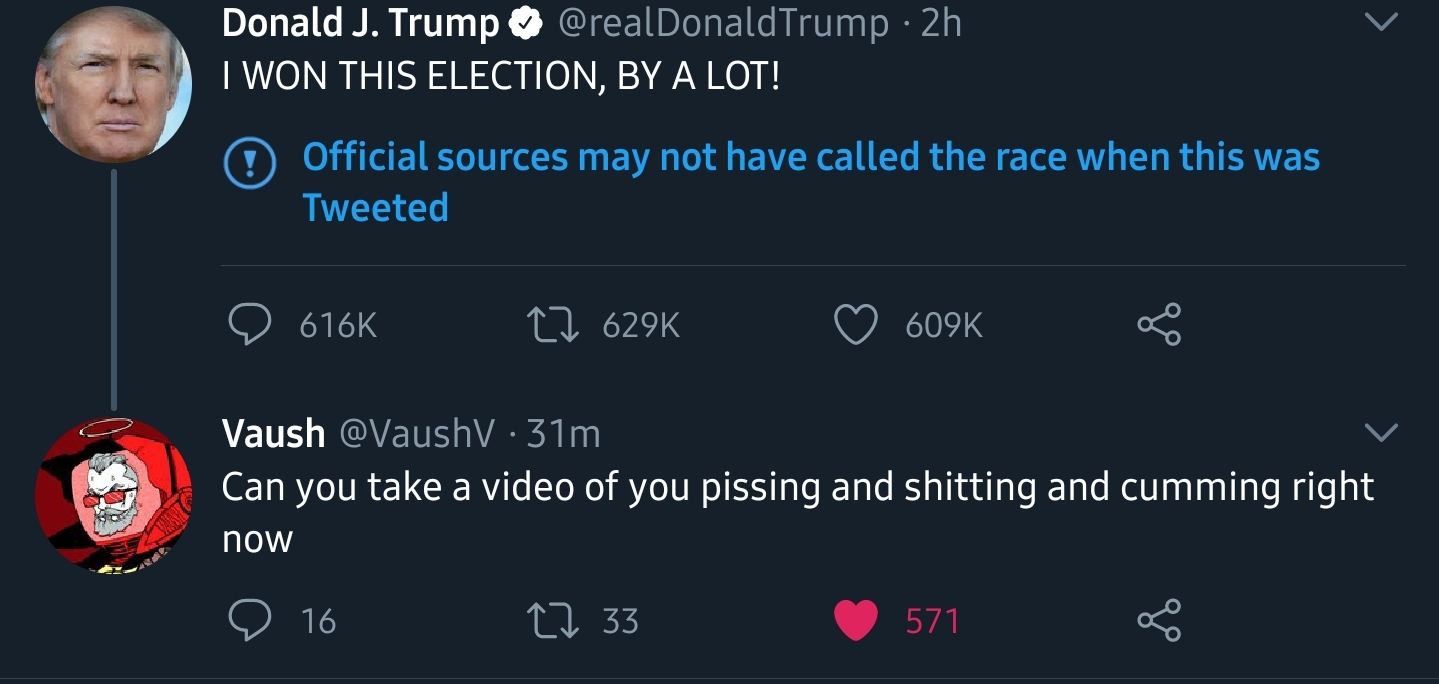 Donald J. Trump @realDonaldTrump · 2h
I WON THIS ELECTION, BY A LOT!
Official sources may not have called the race when this was
Tweeted
616K 629K 609K
Vaush @VaushV · 31m
Can you take a video of you pissing and shitting and cumming right
now
16 33 571